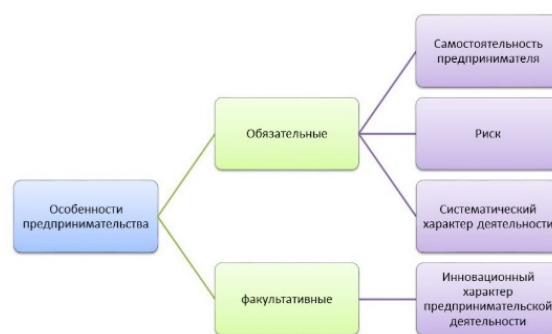 Особенности
предпринимательства
Обязательные
факультативные
Самостоятельность
предпринимателя
Риск
Систематический
характер деятельности
Инновационный
характер
предпринимательской
деятельности